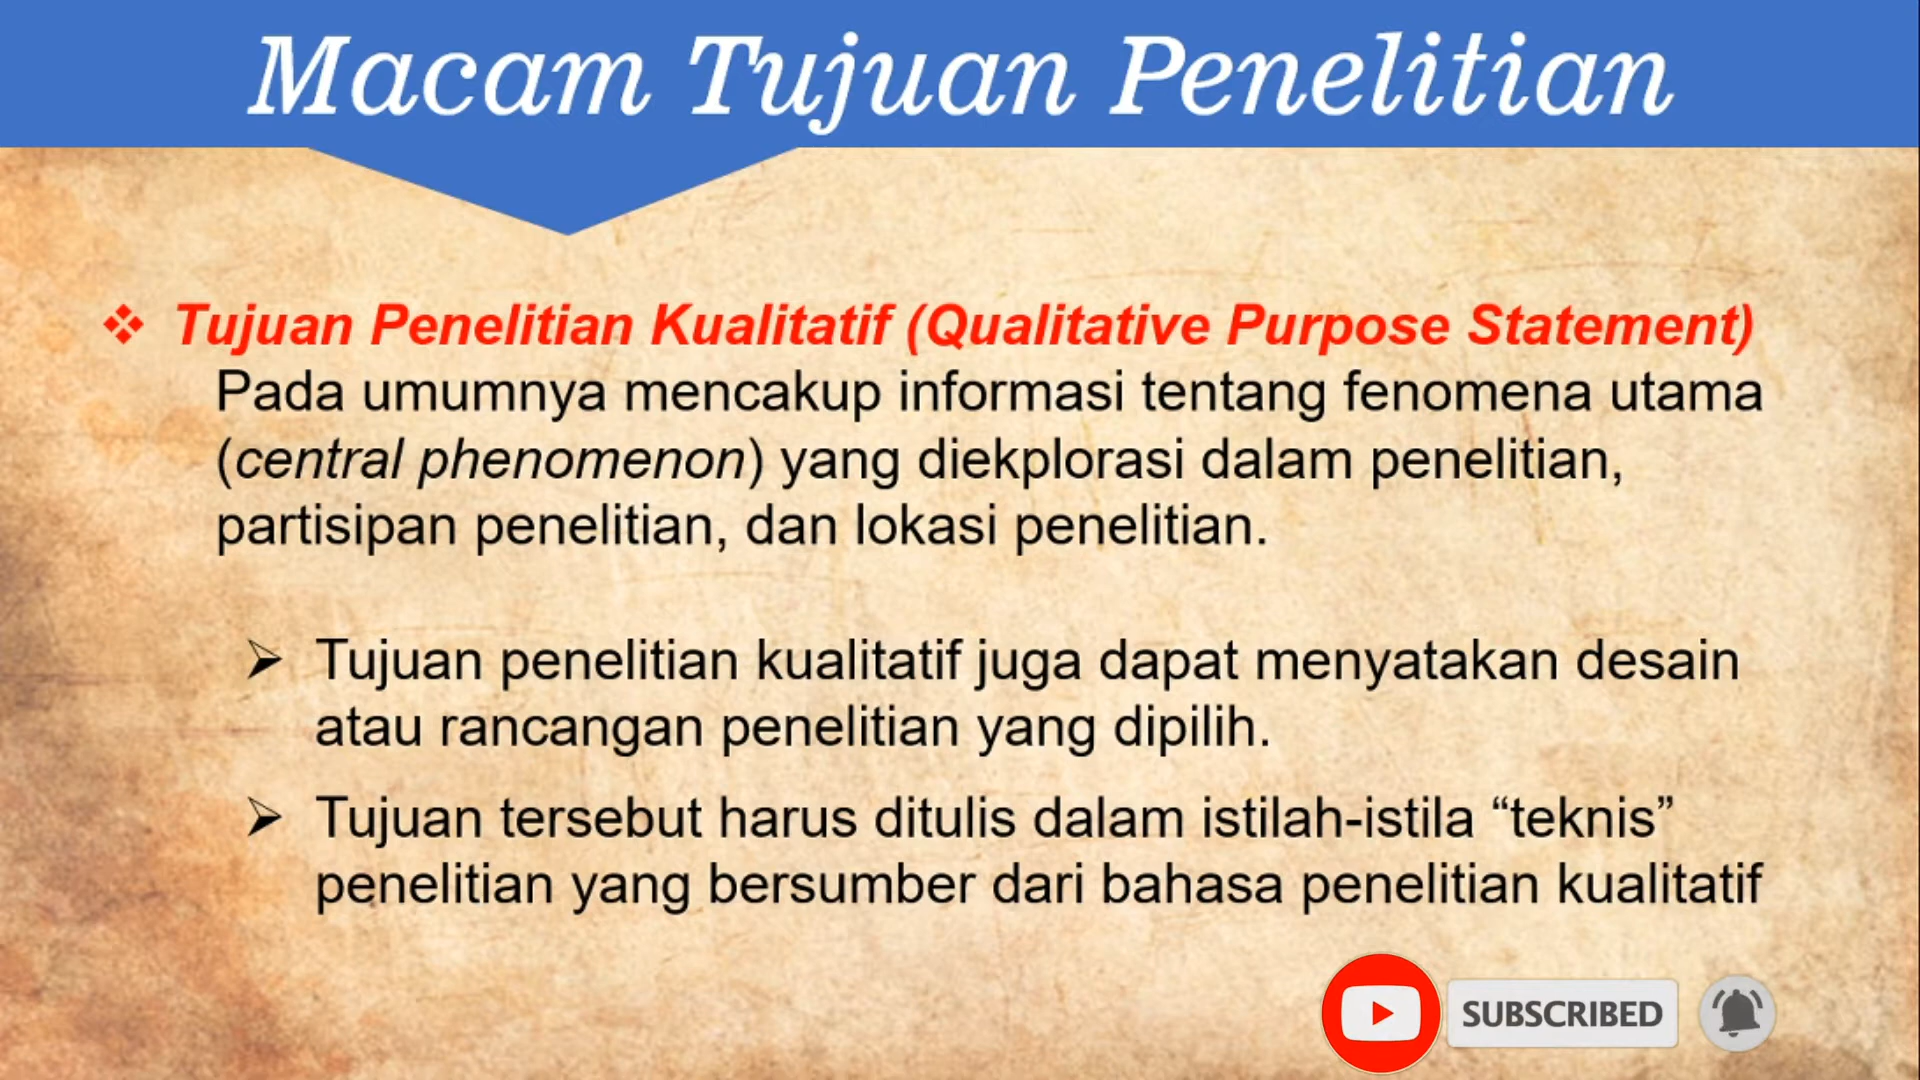 Macam Tujuan Penelitian
Tujuan Penelitian Kualitatif (Qualitative Purpose Statement)
Pada umumnya mencakup informasi tentang fenomena utama
(central phenomenon) yang diekplorasi dalam penelitian,
partisipan penelitian, dan lokasi penelitian.
Tujuan penelitian kualitatif juga dapat menyatakan desain
atau rancangan penelitian yang dipilih.
Tujuan tersebut harus ditulis dalam istilah-istila “teknis”
penelitian yang bersumber dari bahasa penelitian kualitatif
SUBSCRIBED